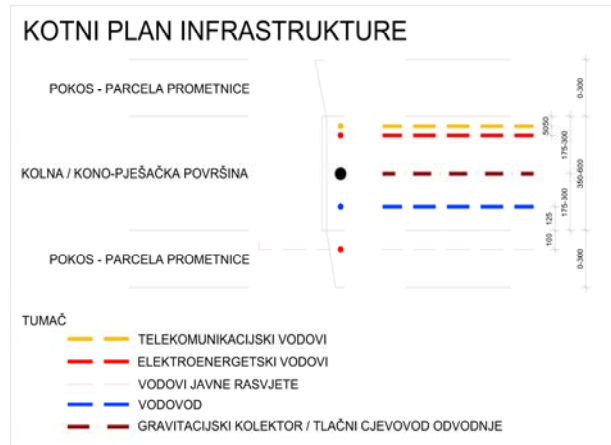 KOTNI PLAN INFRASTRUKTURE
POKOS - PARCELA PROMETNICE
KOLNA / KONO-PJEŠAČKA POVRŠINA
POKOS - PARCELA PROMETNICE
0-300
5050
175-300
350-600
175-300
125
100
0-300
TUMAČ
TELEKOMUNIKACIJSKI VODOVI
ELEKTROENERGETSKI VODOVI
VODOVI JAVNE RASVJETE
VODOVOD
GRAVITACIJSKI KOLEKTOR / TLAČNI CJEVOVOD ODVODNJE